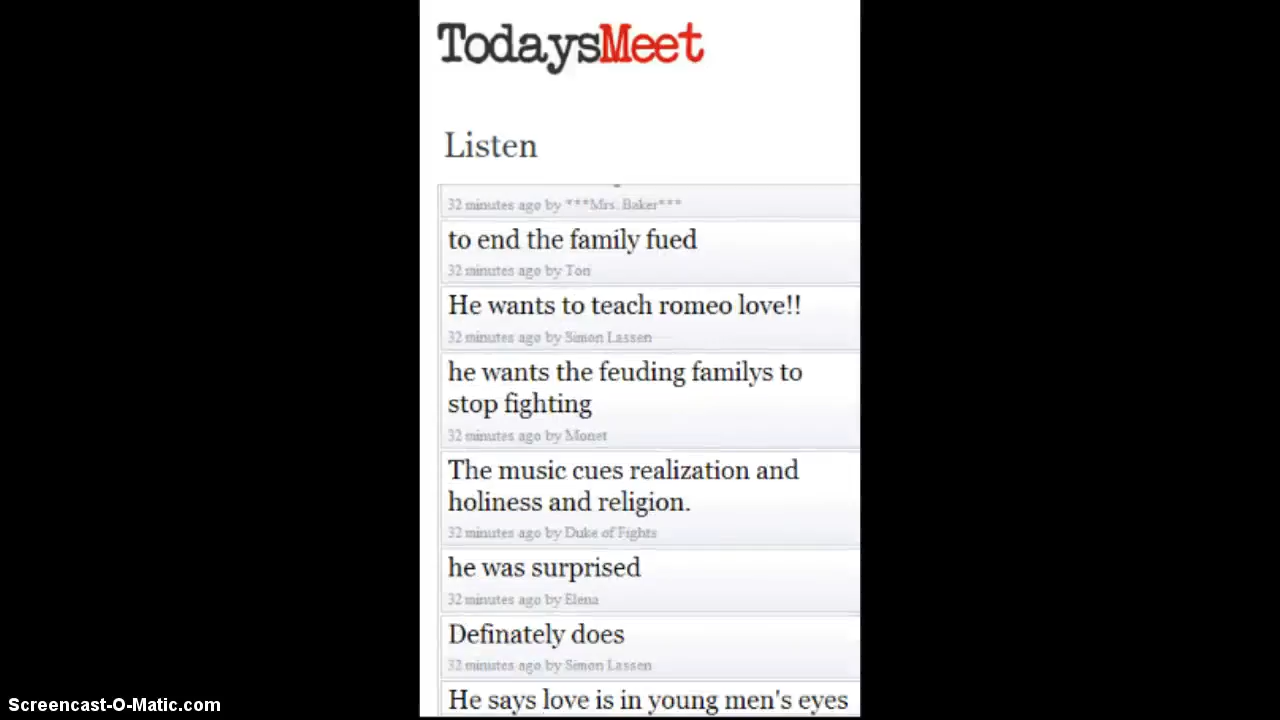 TodaysMeet
Listen
32 minutes ago by ***Mrs. Baker***
to end the family fued
32 minutes ago by Tori
He wants to teach romeo love!!
32 minutes ago by Simon Lassen
he wants the feuding familys to
stop fighting
32 minutes ago by Monet
The music cues realization and
holiness and religion.
32 minutes ago by Duke of Fights
he was surprised
32 minutes ago by Elena
Definately does
32 minutes ago by Simon Lassen
He says love is in young men's eyes
Screencast-O-Matic.com